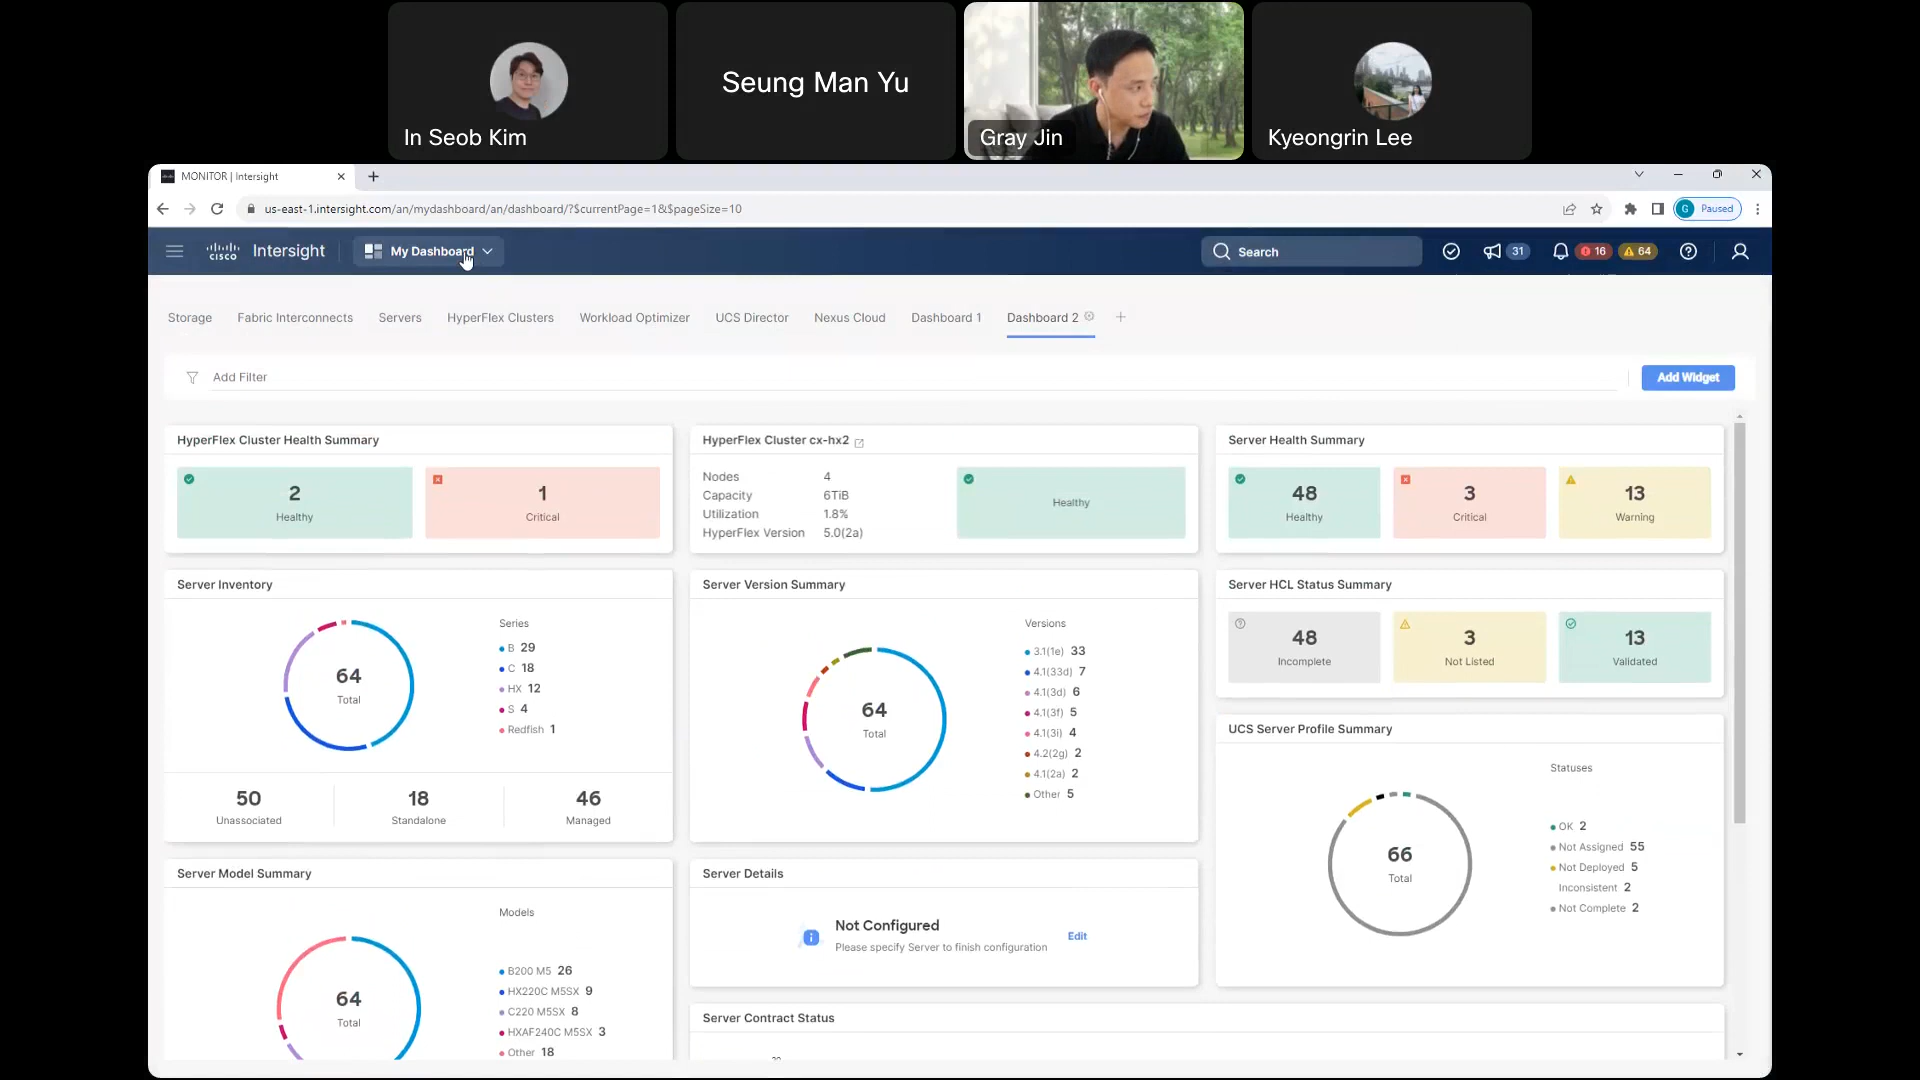 In Seob Kim
Seung Man Yu
Gray Jin
Kyeongrin Lee
MONITOR | Intersight
us-east-1.intersight.com/an/mydashboard/an/dashboard/?$currentPage=1&$pageSize=10
G Paused
cisco Intersight My Dashboard Search 31 16 64
Storage Fabric Interconnects Servers HyperFlex Clusters Workload Optimizer UCS Director Nexus Cloud Dashboard 1 Dashboard 2
Add Filter
Add Widget
HyperFlex Cluster Health Summary
2
Healthy
1
Critical
HyperFlex Cluster cx-hx2
Nodes 4
Capacity 6TiB
Utilization 1.8%
HyperFlex Version 5.0(2a)
Healthy
Server Health Summary
48
Healthy
3
Critical
13
Warning
Server Inventory
64
Total
Series
B 29
C 18
HX 12
S 4
Redfish 1
50
Unassociated
18
Standalone
46
Managed
Server Version Summary
64
Total
Versions
3.1(1e) 33
4.1(33d) 7
4.1(3d) 6
4.1(3f) 5
4.1(3i) 4
4.2(2g) 2
4.1(2a) 2
Other 5
Server HCL Status Summary
48
Incomplete
3
Not Listed
13
Validated
UCS Server Profile Summary
66
Total
Statuses
OK 2
Not Assigned 55
Not Deployed 5
Inconsistent 2
Not Complete 2
Server Model Summary
64
Total
Models
B200 M5 26
HX220C M5SX 9
C220 M5SX 8
HXAF240C M5SX 3
Other 18
Server Details
Not Configured
Please specify Server to finish configuration
Edit
Server Contract Status